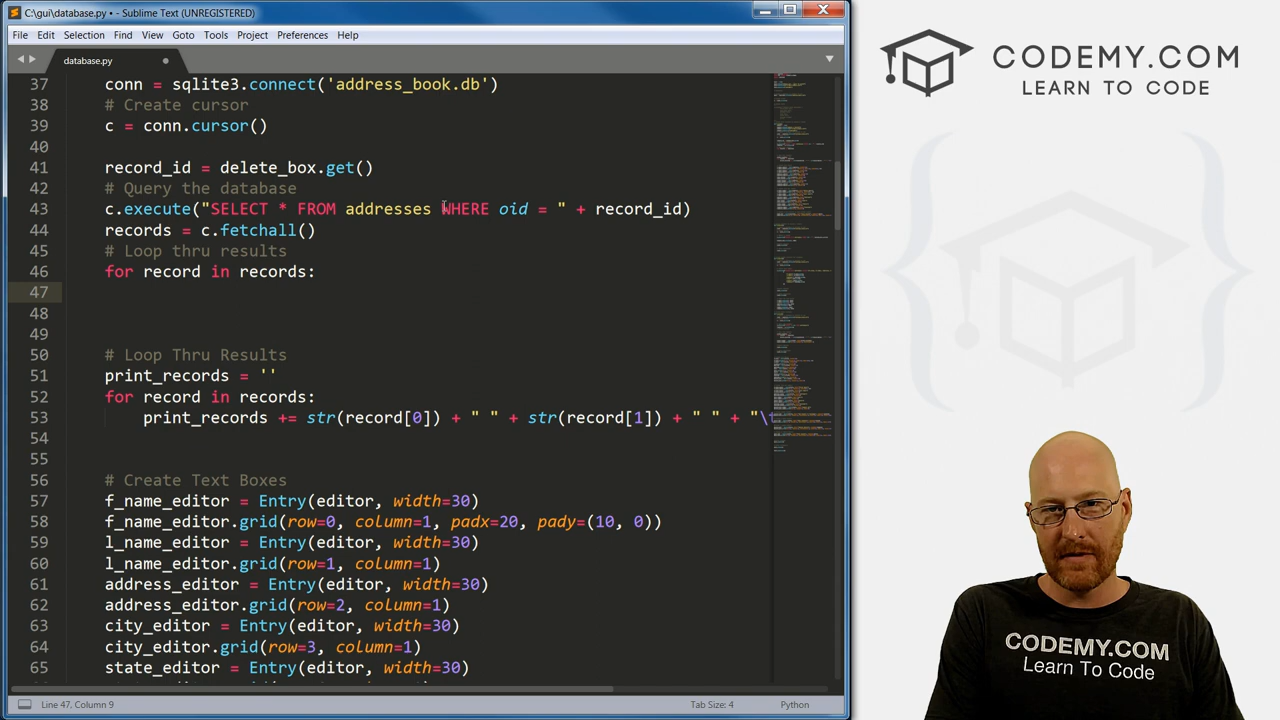 C:\gui\database.py • - Sublime Text (UNREGISTERED)
File Edit Selection Find View Goto Tools Project Preferences Help
database.py
37 conn = sqlite3.connect('address_book.db')
38 # Create cursor
39 c = conn.cursor()
40
41 record_id = delete_box.get()
42 # Query the database
43 c.execute("SELECT * FROM addresses WHERE oid = " + record_id)
44 records = c.fetchall()
45 # Loop thru results
46 for record in records:
47
48
49
50 # Loop Thru Results
51 print_records = ''
52 for record in records:
53 print_records += str(record[0]) + " " + str(record[1]) + " " + "\t
54
55
56 # Create Text Boxes
57 f_name_editor = Entry(editor, width=30)
58 f_name_editor.grid(row=0, column=1, padx=20, pady=(10, 0))
59 l_name_editor = Entry(editor, width=30)
60 l_name_editor.grid(row=1, column=1)
61 address_editor = Entry(editor, width=30)
62 address_editor.grid(row=2, column=1)
63 city_editor = Entry(editor, width=30)
64 city_editor.grid(row=3, column=1)
65 state_editor = Entry(editor, width=30)
Line 47, Column 9
Tab Size: 4
Python
CODEMY.COM
LEARN TO CODE
CODEMY.COM
Learn To Code